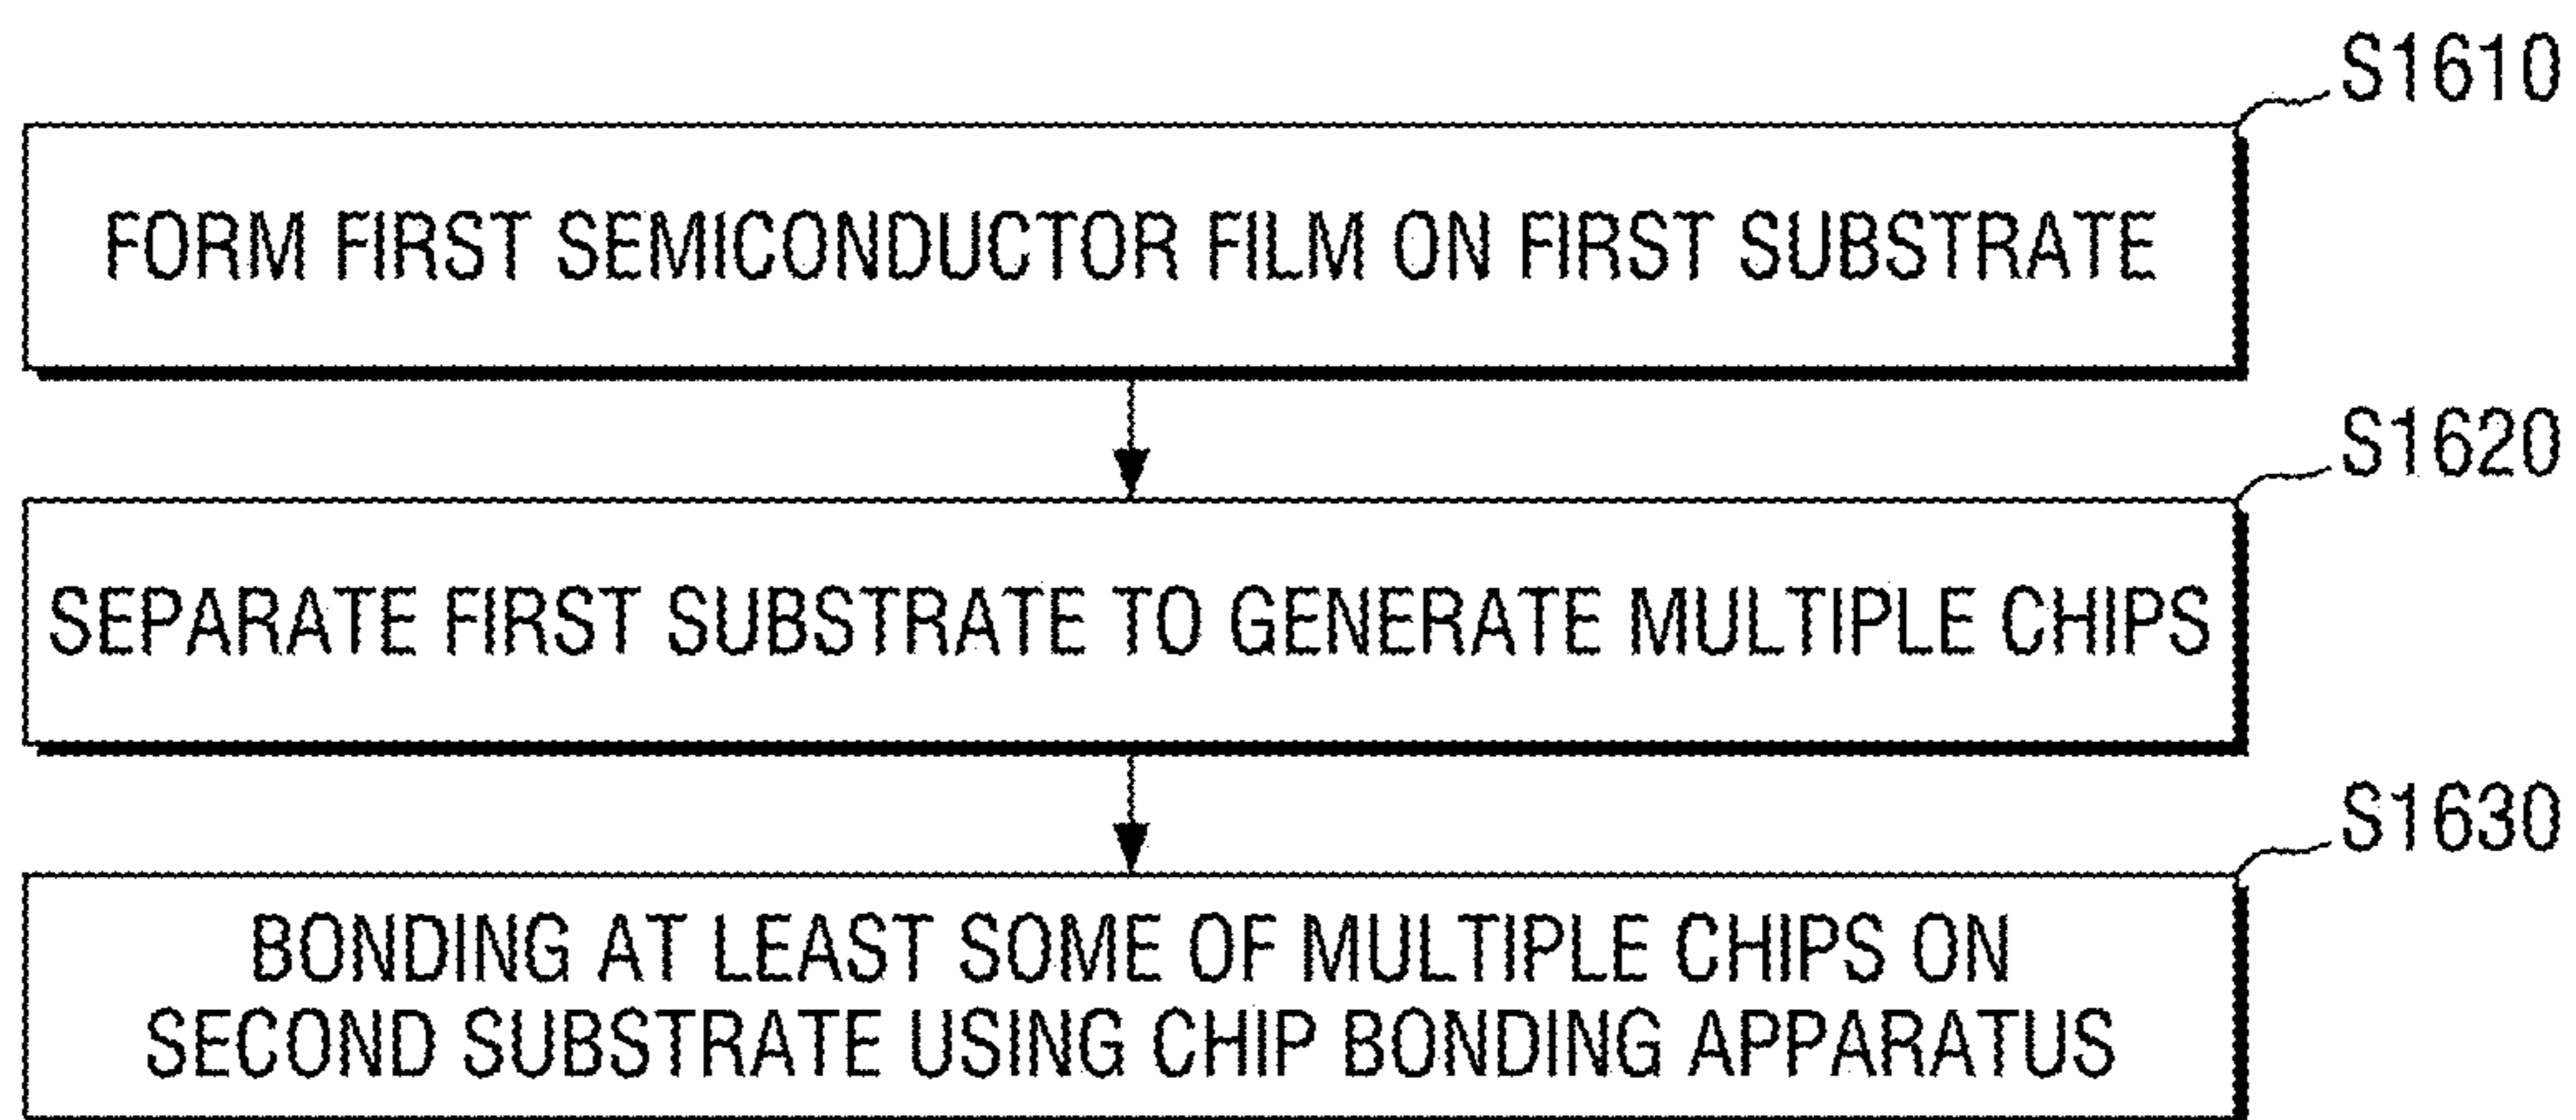 S1610
FORM FIRST SEMICONDUCTOR FILM ON FIRST SUBSTRATE
S1620
SEPARATE FIRST SUBSTRATE TO GENERATE MULTIPLE CHIPS
S1630
BONDING AT LEAST SOME OF MULTIPLE CHIPS ON
SECOND SUBSTRATE USING CHIP BONDING APPARATUS